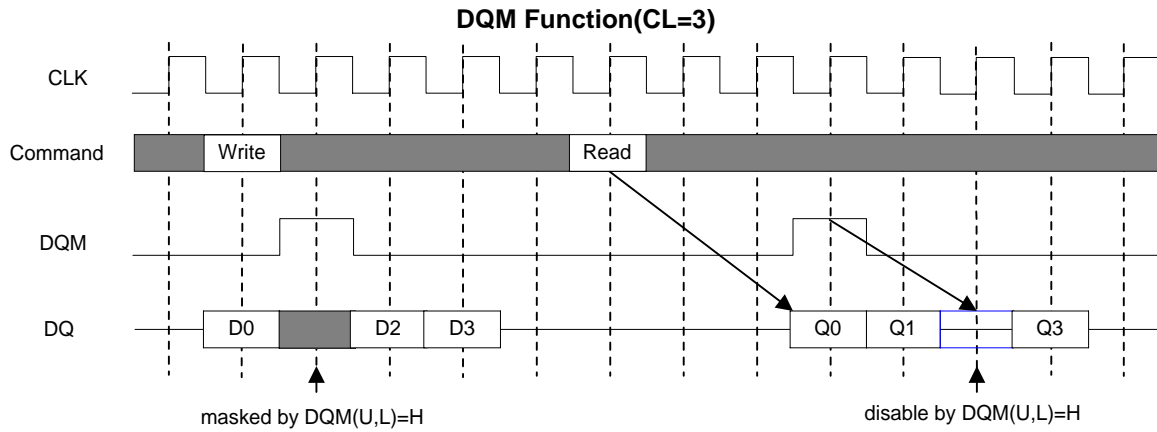 DQM Function(CL=3)
CLK
Command Write Read
DQM
DQ D0 D2 D3 Q0 Q1 Q3
masked by DQM(U,L)=H disable by DQM(U,L)=H